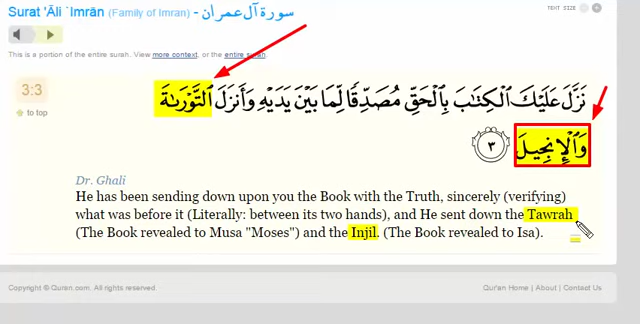 Surat 'Āli `Imrān (Family of Imran) - سورة آل عمران
TEXT SIZE
This is a portion of the entire surah. View more context, or the entire surah.
3:3
to top
نَزَّلَ عَلَيْكَ ٱلْكِتَٰبَ بِٱلْحَقِّ مُصَدِّقًا لِّمَا بَيْنَ يَدَيْهِ وَأَنزَلَ ٱلتَّوْرَىٰةَ
وَٱلْإِنجِيلَ ٣
Dr. Ghali
He has been sending down upon you the Book with the Truth, sincerely (verifying)
what was before it (Literally: between its two hands), and He sent down the Tawrah
(The Book revealed to Musa "Moses") and the Injil. (The Book revealed to Isa).
Copyright © Quran.com. All rights reserved. Qur'an Home | About | Contact Us